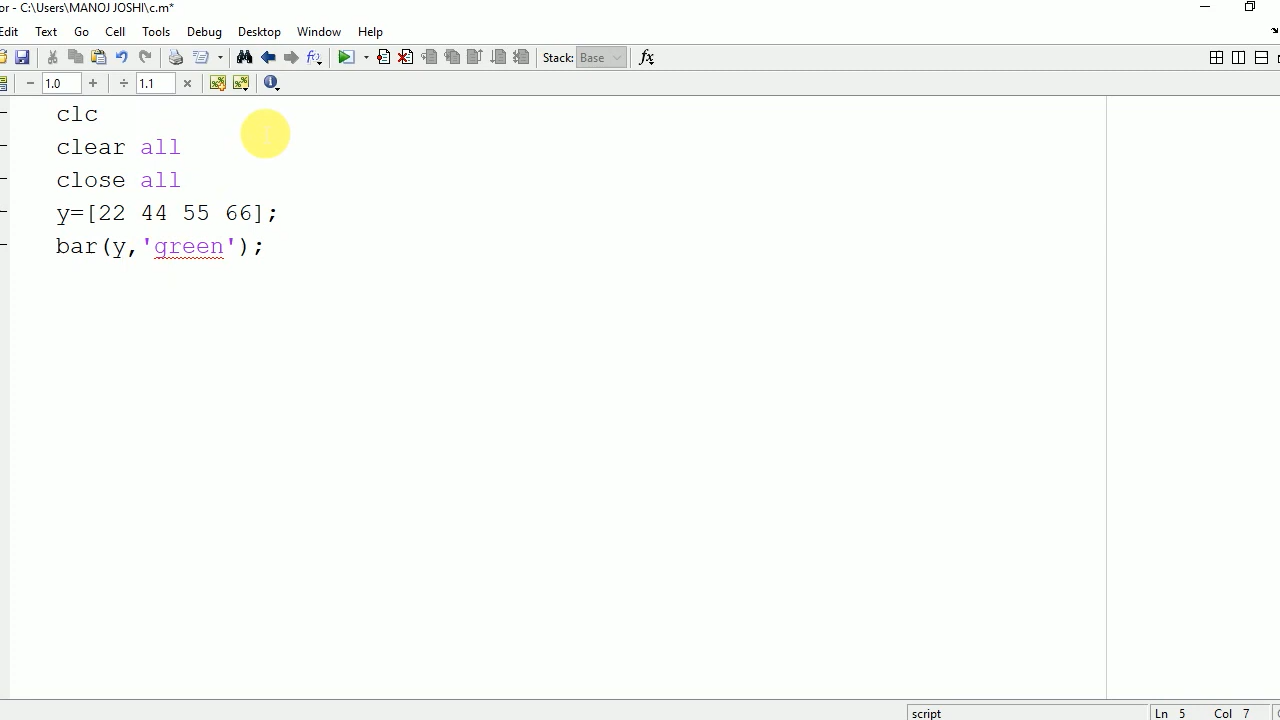 or - C:\Users\MANOJ JOSHI\c.m*
Edit Text Go Cell Tools Debug Desktop Window Help
Stack: Base fx
− 1.0 + ÷ 1.1 ×
clc
clear all
close all
y=[22 44 55 66];
bar(y,'green');
script Ln 5 Col 7